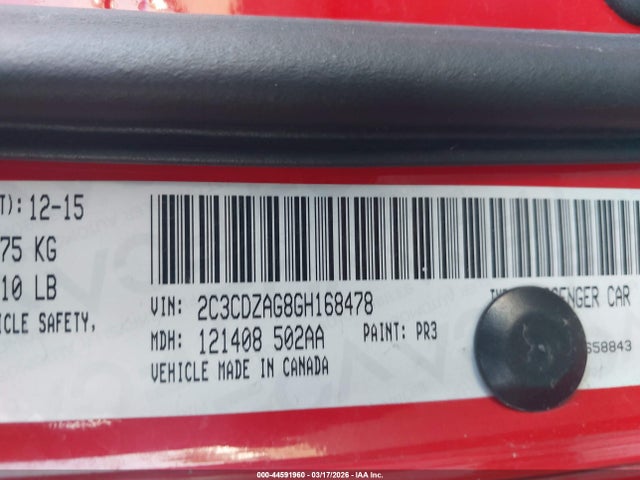 T): 12-15
75 KG
10 LB
ICLE SAFETY,
VIN: 2C3CDZAG8GH168478
MDH: 121408 502AA
PAINT: PR3
VEHICLE MADE IN CANADA
ENGER CAR
658843
000-44591960 | 03/17/2026 | IAA Inc.